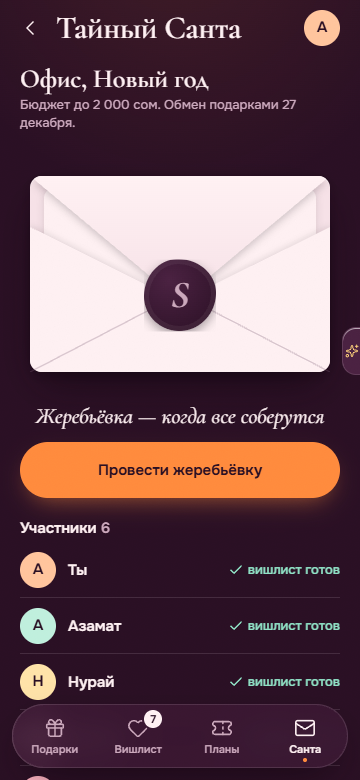 Тайный Санта
А
Офис, Новый год
Бюджет до 2 000 сом. Обмен подарками 27
декабря.
S
Жеребьёвка — когда все соберутся
Провести жеребьёвку
Участники 6
А Ты вишлист готов
А Азамат вишлист готов
Н Нурай вишлист готов
7
Подарки Вишлист Планы Санта